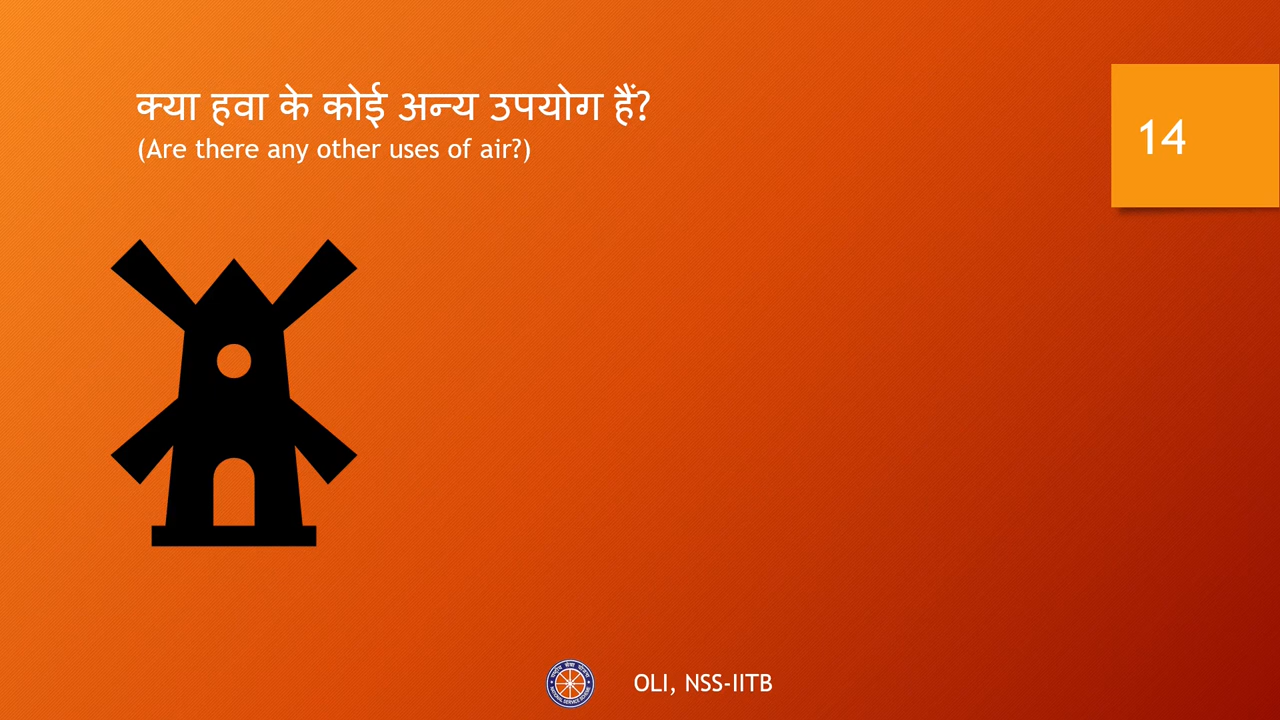 क्या हवा के कोई अन्य उपयोग हैं?
(Are there any other uses of air?)
14
OLI, NSS-IITB